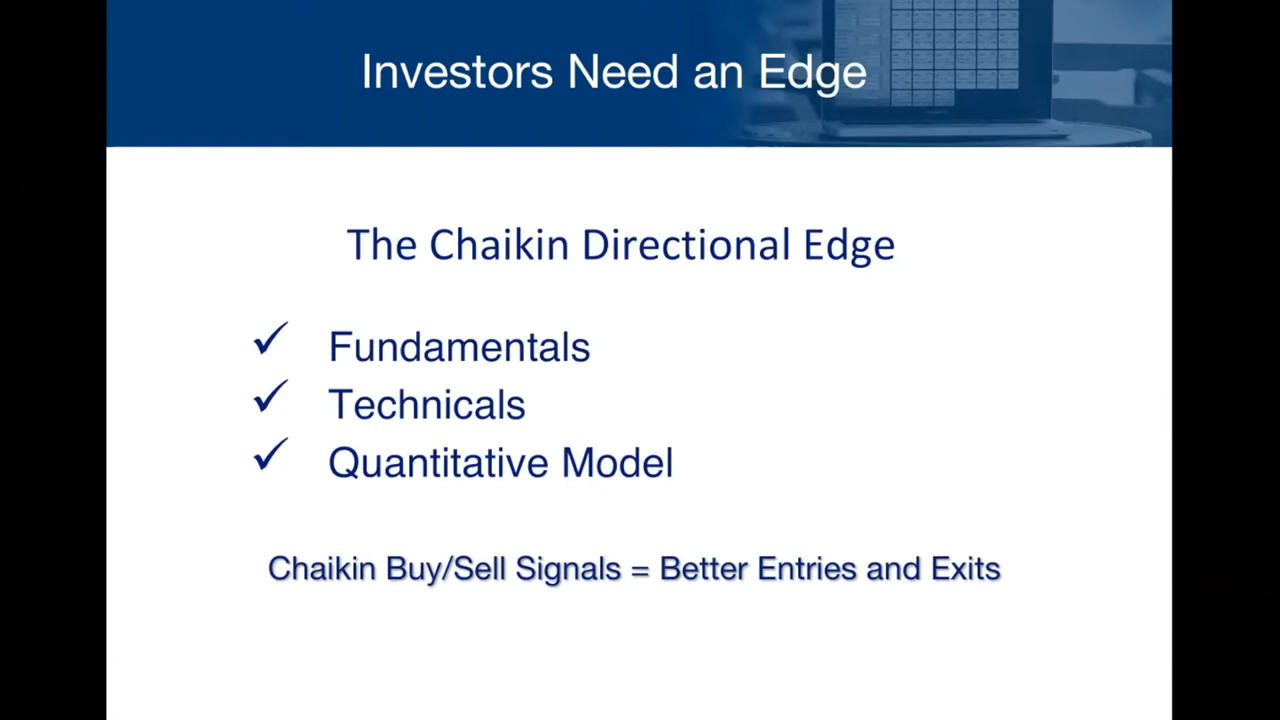 Investors Need an Edge
The Chaikin Directional Edge
✓ Fundamentals
✓ Technicals
✓ Quantitative Model
Chaikin Buy/Sell Signals = Better Entries and Exits